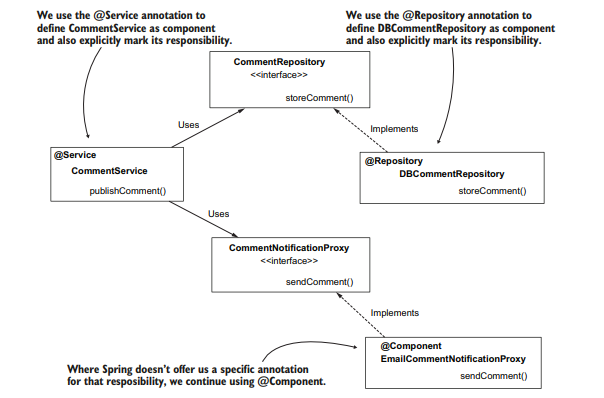 We use the @Service annotation to
define CommentService as component
and also explicitly mark its responsibility.
We use the @Repository annotation to
define DBCommentRepository as component
and also explicitly mark its responsibility.
CommentRepository
<<interface>>
storeComment()
Uses
Implements
@Service
CommentService
publishComment()
@Repository
DBCommentRepository
storeComment()
Uses
CommentNotificationProxy
<<interface>>
sendComment()
Implements
@Component
EmailCommentNotificationProxy
sendComment()
Where Spring doesn't offer us a specific annotation
for that resposibility, we continue using @Component.